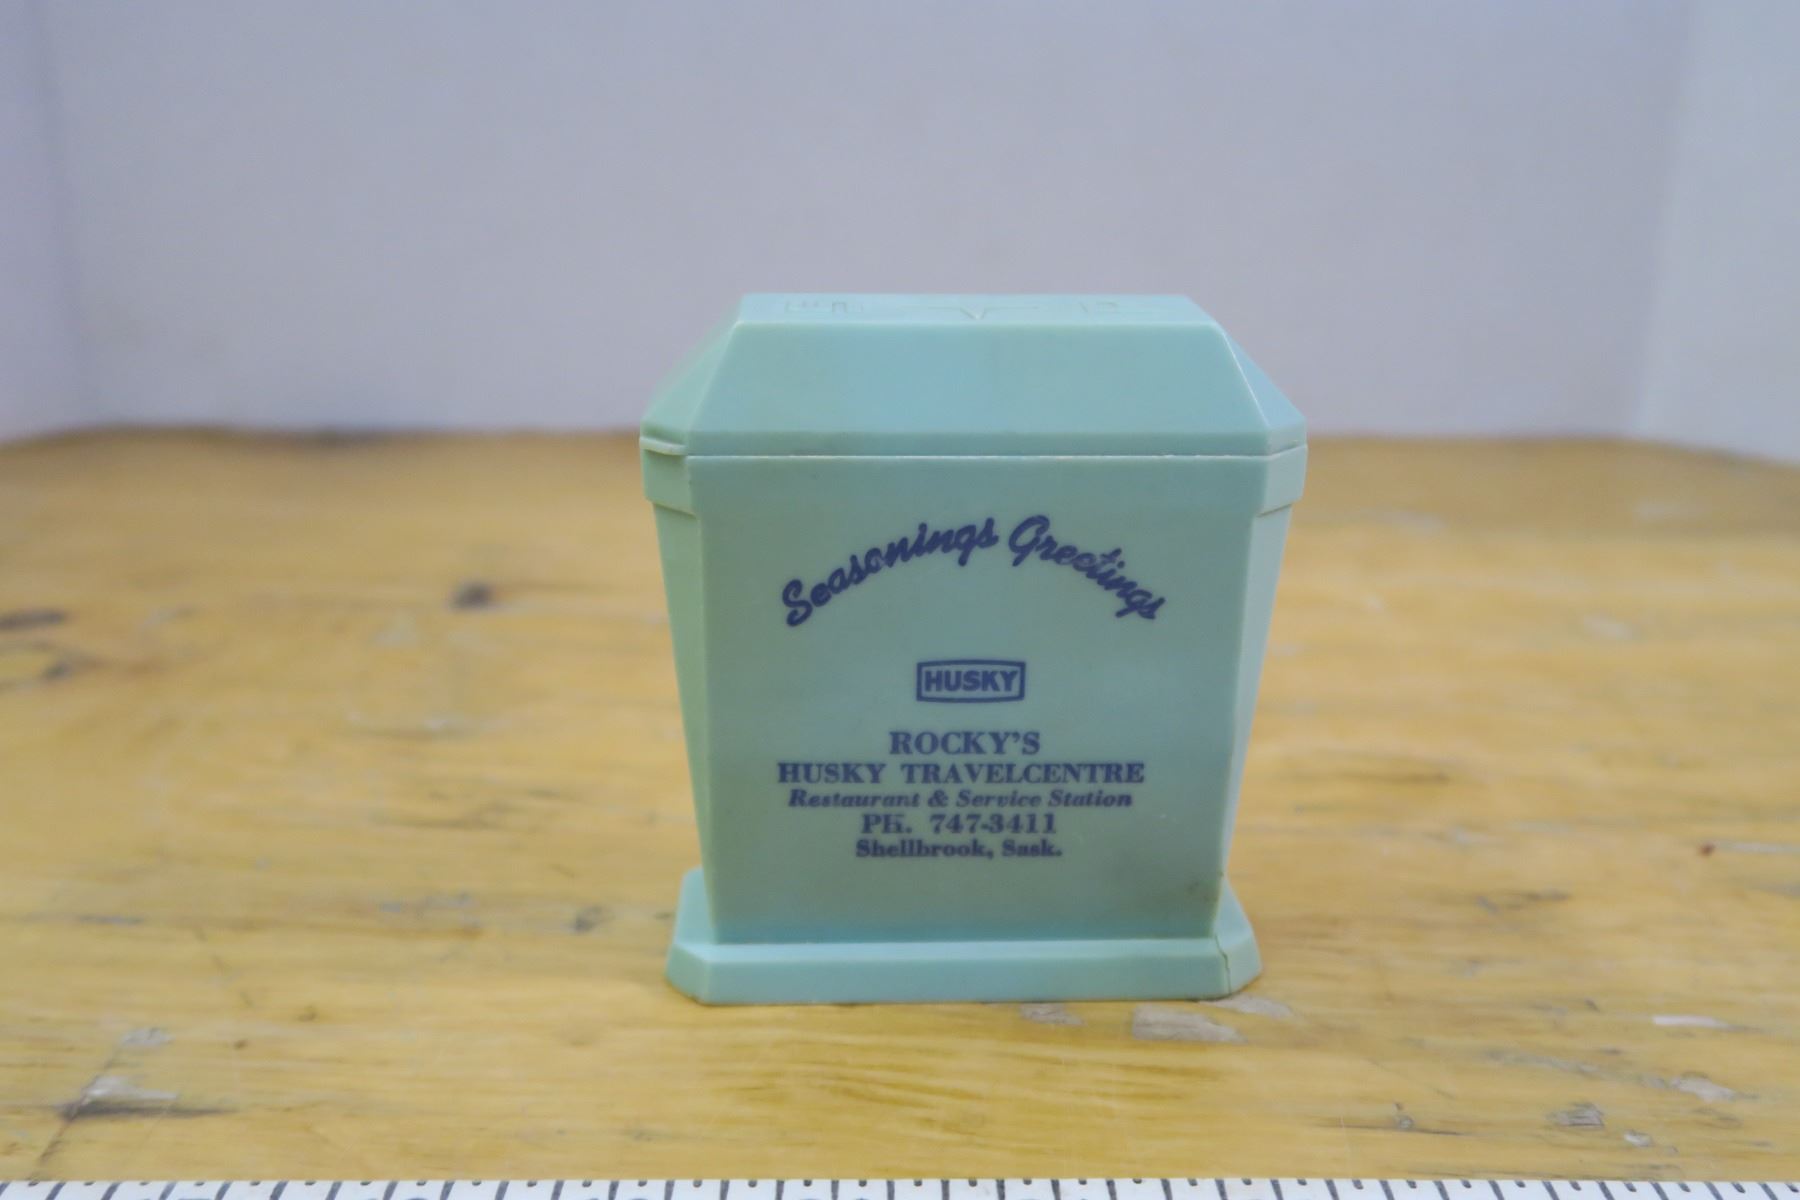 Seasonings Greetings
HUSKY
ROCKY'S
HUSKY TRAVELCENTRE
Restaurant & Service Station
PH. 747-3411
Shellbrook, Sask.